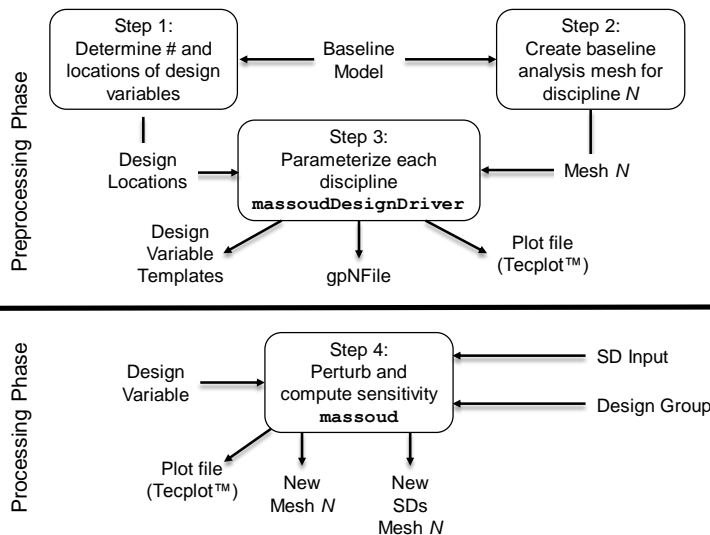 Preprocessing Phase
Step 1:
Determine # and
locations of design
variables
Baseline
Model
Step 2:
Create baseline
analysis mesh for
discipline N
Design
Locations
Step 3:
Parameterize each
discipline
massoudDesignDriver
Mesh N
Design
Variable
Templates
gpNFile
Plot file
(Tecplot™)
Processing Phase
Design
Variable
Step 4:
Perturb and
compute sensitivity
massoud
SD Input
Design Group
Plot file
(Tecplot™)
New
Mesh N
New
SDs
Mesh N